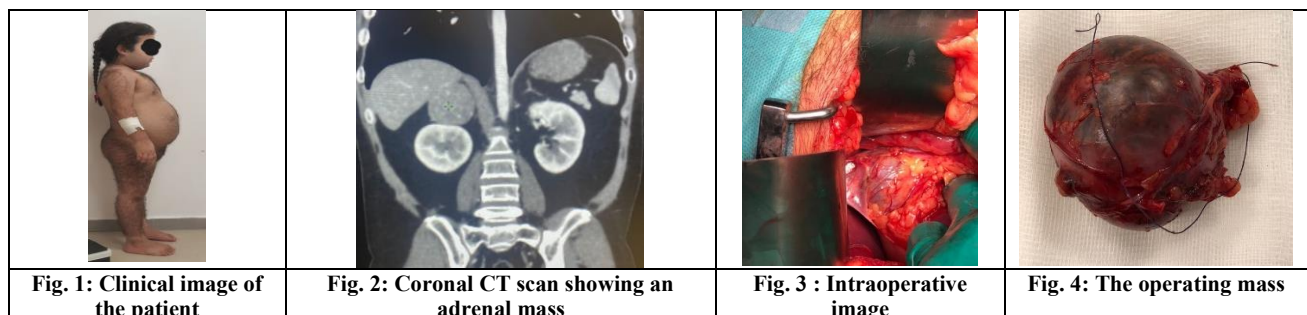 Fig. 1: Clinical image of
the patient
Fig. 2: Coronal CT scan showing an
adrenal mass
Fig. 3 : Intraoperative
image
Fig. 4: The operating mass